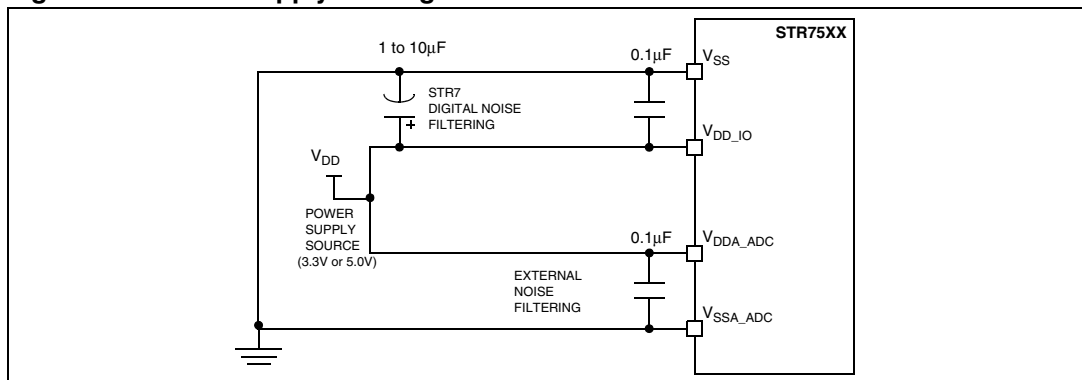 STR75XX
1 to 10μF
0.1μF
VSS
STR7
DIGITAL NOISE
FILTERING
+
VDD_IO
VDD
POWER
SUPPLY
SOURCE
(3.3V or 5.0V)
0.1μF
VDDA_ADC
EXTERNAL
NOISE
FILTERING
VSSA_ADC